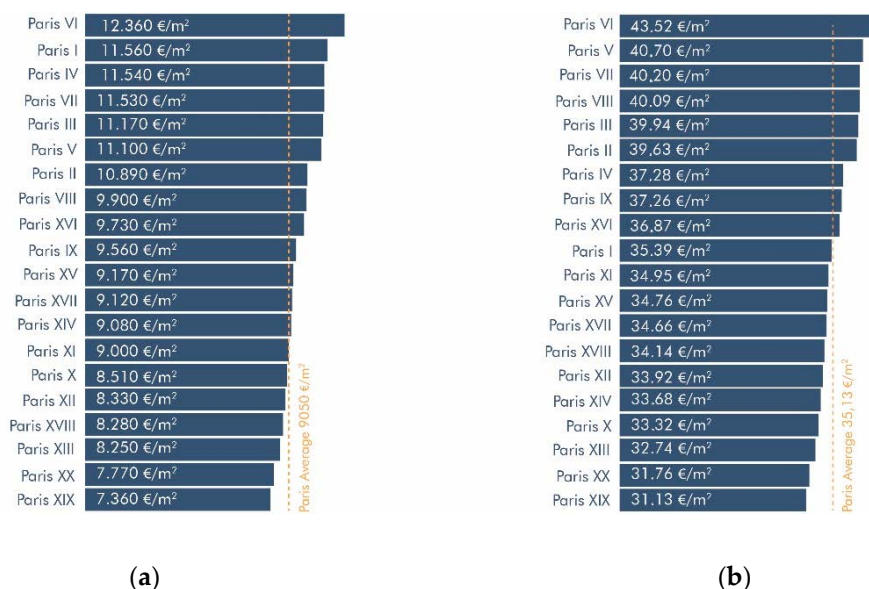 Paris VI 12.360 €/m²
Paris I 11.560 €/m²
Paris IV 11.540 €/m²
Paris VII 11.530 €/m²
Paris III 11.170 €/m²
Paris V 11.100 €/m²
Paris II 10.890 €/m²
Paris VIII 9.900 €/m²
Paris XVI 9.730 €/m²
Paris IX 9.560 €/m²
Paris XV 9.170 €/m²
Paris XVII 9.120 €/m²
Paris XIV 9.080 €/m²
Paris XI 9.000 €/m²
Paris X 8.510 €/m²
Paris XII 8.330 €/m²
Paris XVIII 8.280 €/m²
Paris XIII 8.250 €/m²
Paris XX 7.770 €/m²
Paris XIX 7.360 €/m²
Paris Average 9050 €/m²
(a)
Paris VI 43.52 €/m²
Paris V 40,70 €/m²
Paris VII 40.20 €/m²
Paris VIII 40.09 €/m²
Paris III 39.94 €/m²
Paris II 39,63 €/m²
Paris IV 37,28 €/m²
Paris IX 37,26 €/m²
Paris XVI 36,87 €/m²
Paris I 35.39 €/m²
Paris XI 34.95 €/m²
Paris XV 34.76 €/m²
Paris XVII 34.66 €/m²
Paris XVIII 34.14 €/m²
Paris XII 33.92 €/m²
Paris XIV 33.68 €/m²
Paris X 33.32 €/m²
Paris XIII 32.74 €/m²
Paris XX 31.76 €/m²
Paris XIX 31.13 €/m²
Paris Average 35,13 €/m²
(b)